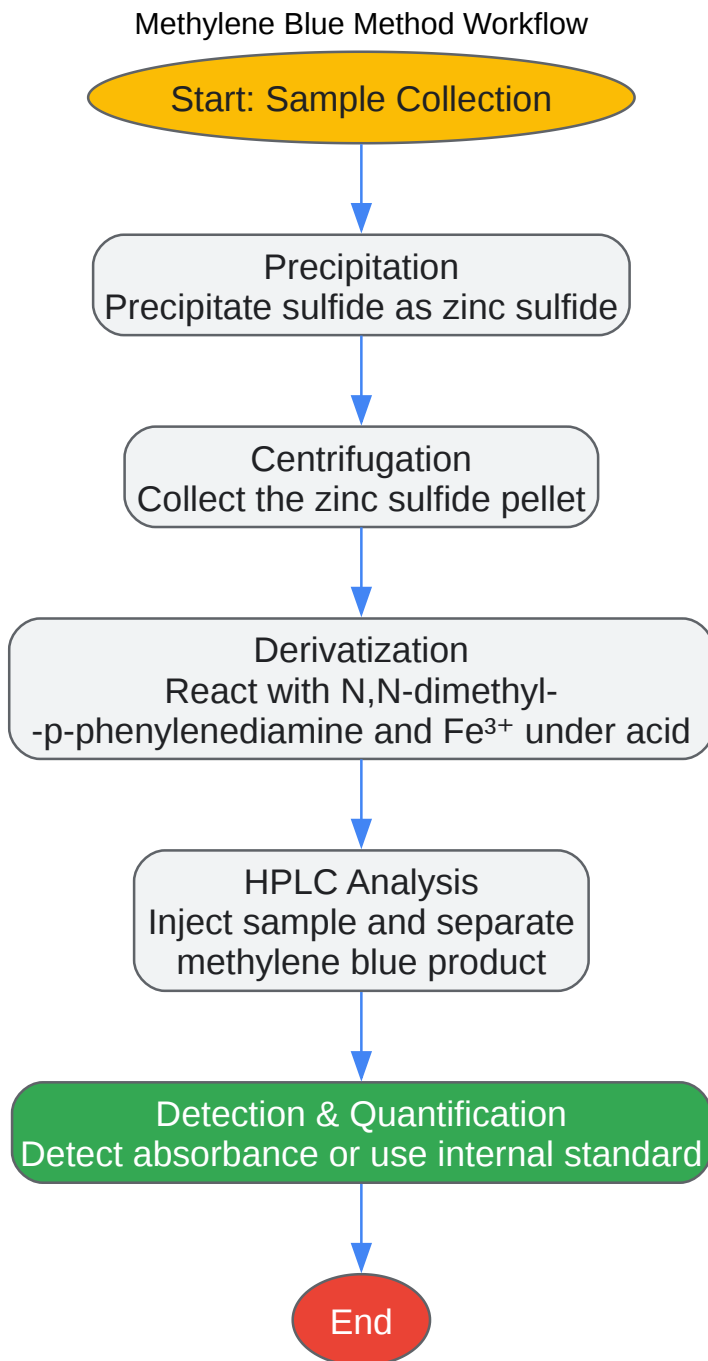 Methylene Blue Method Workflow
Start: Sample Collection
Precipitation
Precipitate sulfide as zinc sulfide
Centrifugation
Collect the zinc sulfide pellet
Derivatization
React with N,N-dimethyl-
-p-phenylenediamine and Fe³⁺ under acid
HPLC Analysis
Inject sample and separate
methylene blue product
Detection & Quantification
Detect absorbance or use internal standard
End